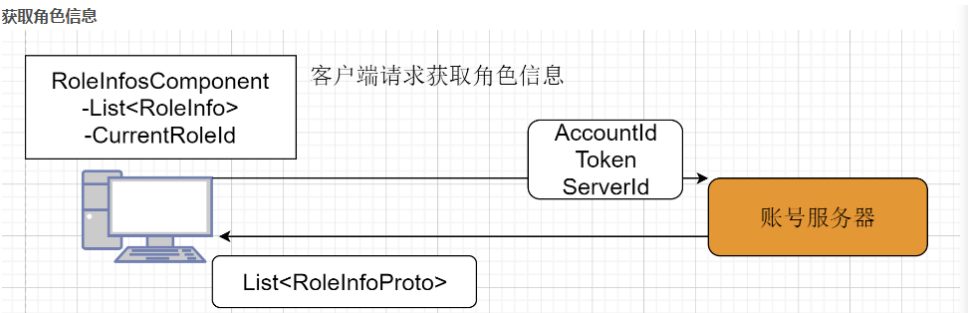 获取角色信息
RoleInfosComponent
-List<RoleInfo>
-CurrentRoleId
客户端请求获取角色信息
AccountId
Token
ServerId
账号服务器
List<RoleInfoProto>